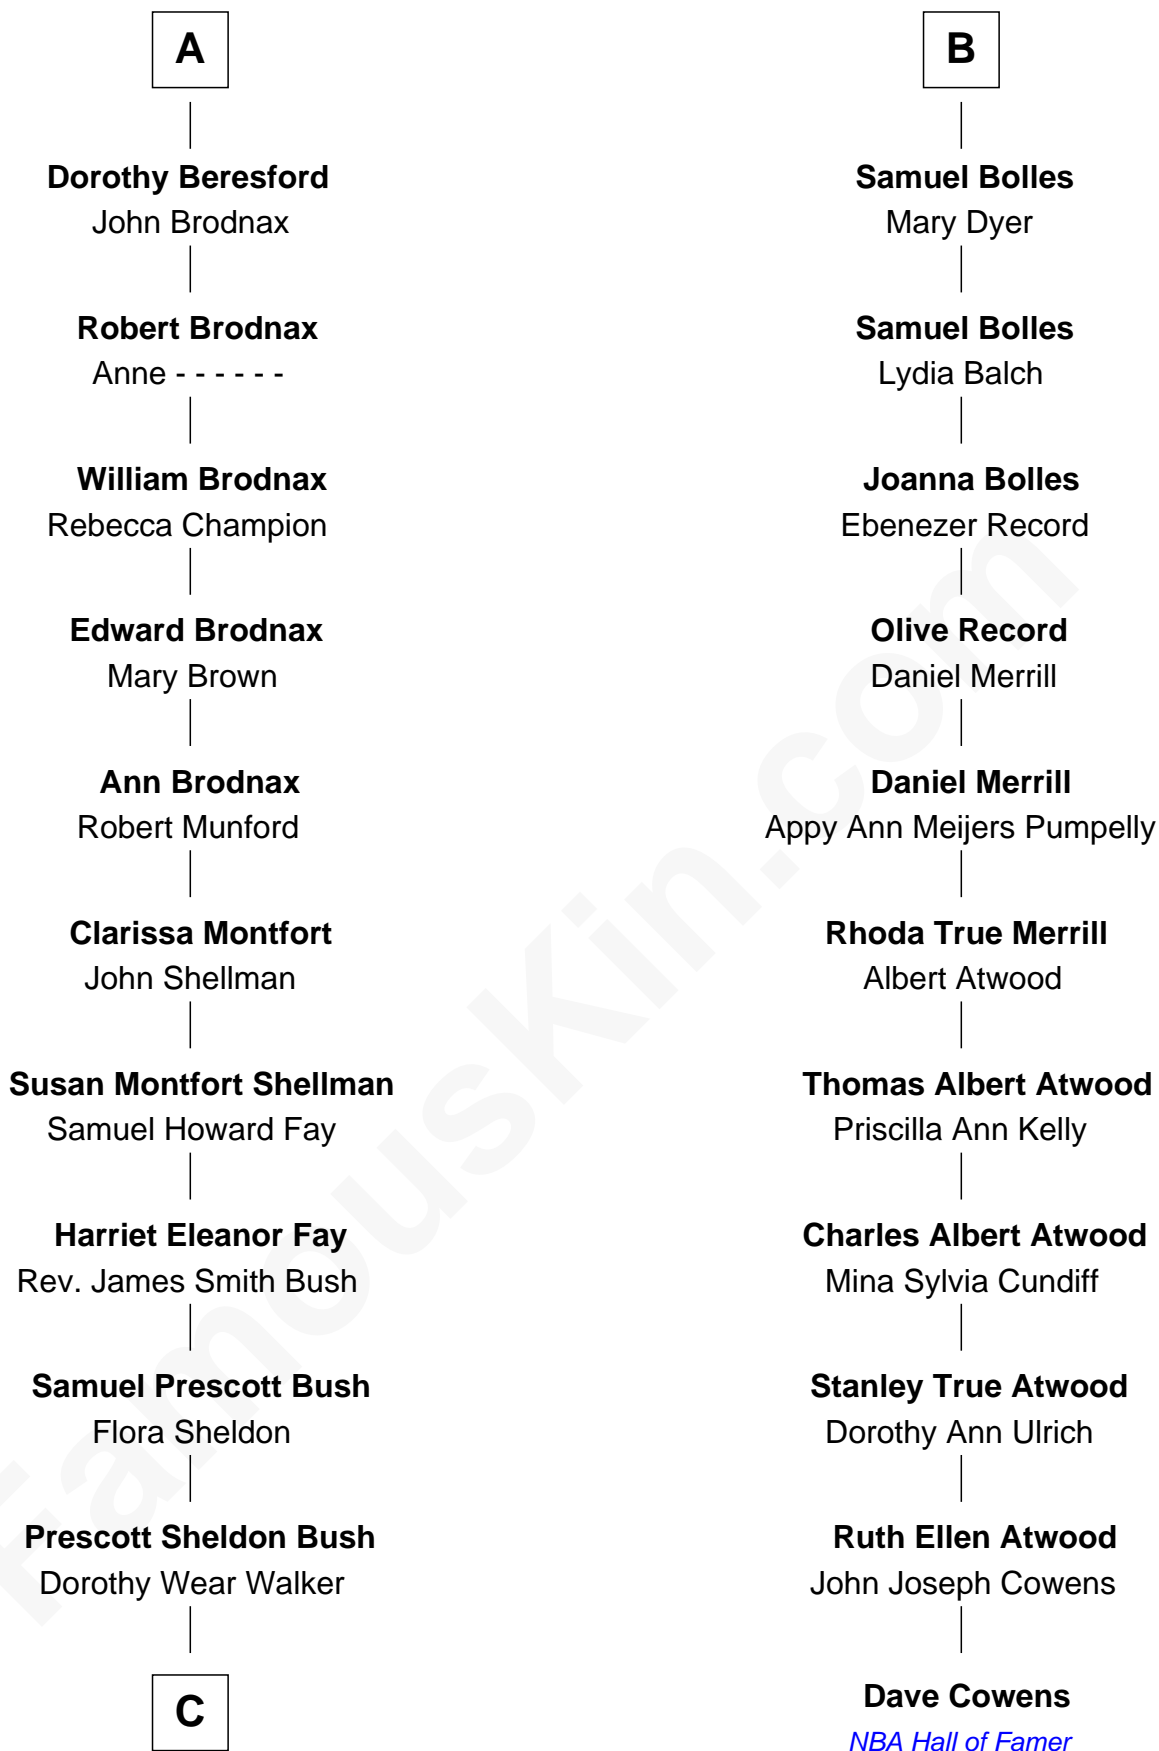 A
Dorothy Beresford
John Brodnax
Robert Brodnax
Anne - - - - - -
William Brodnax
Rebecca Champion
Edward Brodnax
Mary Brown
Ann Brodnax
Robert Munford
Clarissa Montfort
John Shellman
Susan Montfort Shellman
Samuel Howard Fay
Harriet Eleanor Fay
Rev. James Smith Bush
Samuel Prescott Bush
Flora Sheldon
Prescott Sheldon Bush
Dorothy Wear Walker
C
B
Samuel Bolles
Mary Dyer
Samuel Bolles
Lydia Balch
Joanna Bolles
Ebenezer Record
Olive Record
Daniel Merrill
Daniel Merrill
Appy Ann Meijers Pumpelly
Rhoda True Merrill
Albert Atwood
Thomas Albert Atwood
Priscilla Ann Kelly
Charles Albert Atwood
Mina Sylvia Cundiff
Stanley True Atwood
Dorothy Ann Ulrich
Ruth Ellen Atwood
John Joseph Cowens
Dave Cowens
NBA Hall of Famer
FamousKin.com